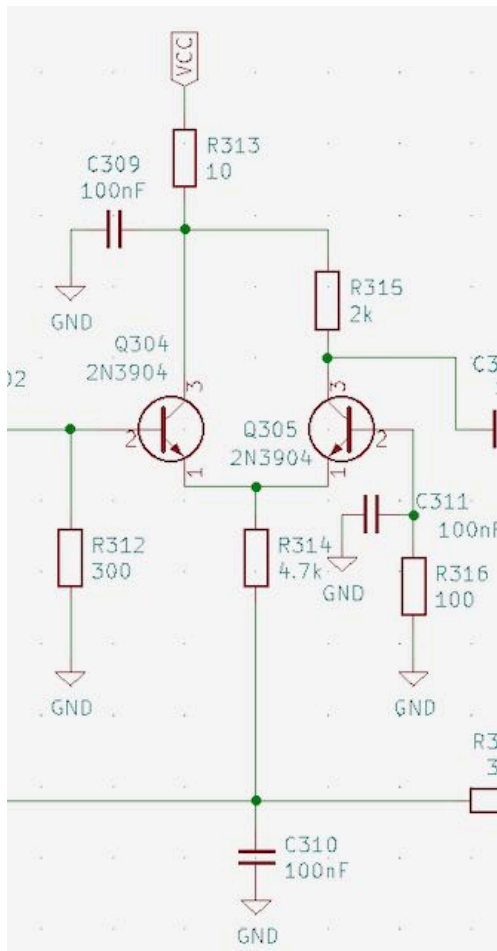 VCC
R313
10
C309
100nF
GND
R315
2k
Q304
2N3904
3
2
1
Q305
2N3904
3
2
1
R312
300
GND
R314
4.7k
C311
100nF
GND
R316
100
GND
C310
100nF
GND